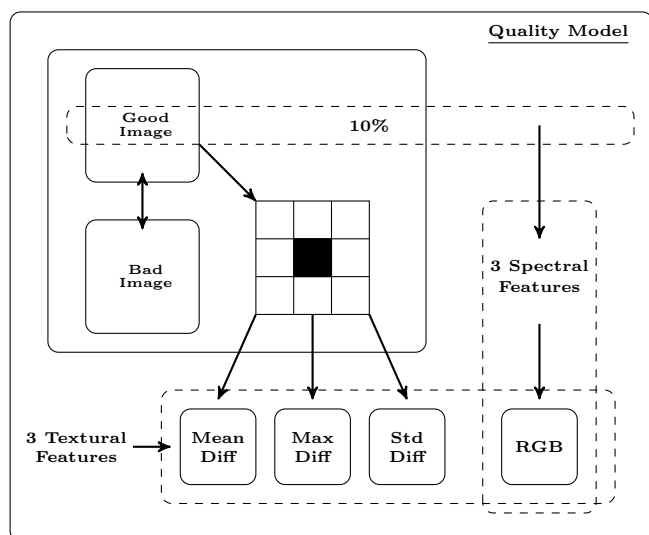 Quality Model
Good
Image
10%
Bad
Image
3 Spectral
Features
3 Textural
Features
Mean
Diff
Max
Diff
Std
Diff
RGB